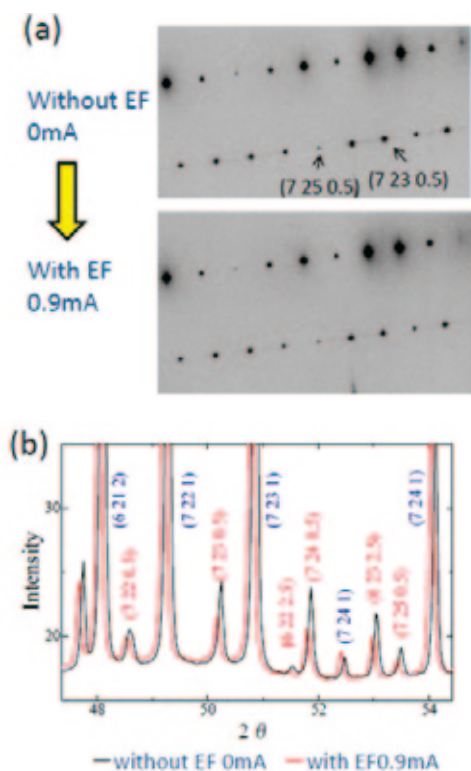 (a)
Without EF
0mA
With EF
0.9mA
(7 25 0.5)
(7 23 0.5)
(b)
Intensity
30
20
(6 21 2)
(7 22 0.5)
(7 22 1)
(7 23 0.5)
(7 23 1)
(6 22 2.5)
(7 24 0.5)
(7 24 1)
(8 23 2.5)
(7 25 0.5)
(7 24 1)
48
50
52
54
2 θ
without EF 0mA
with EF0.9mA